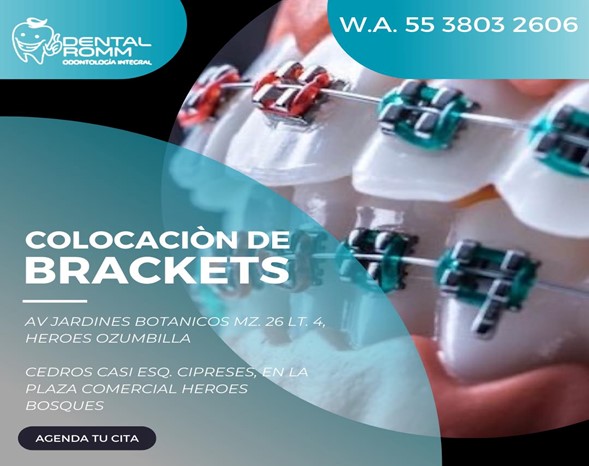 DENTAL
ROMM
ODONTOLOGÍA INTEGRAL
W.A. 55 3803 2606
COLOCACIÒN DE
BRACKETS
AV JARDINES BOTANICOS MZ. 26 LT. 4,
HEROES OZUMBILLA
CEDROS CASI ESQ. CIPRESES, EN LA
PLAZA COMERCIAL HEROES
BOSQUES
AGENDA TU CITA